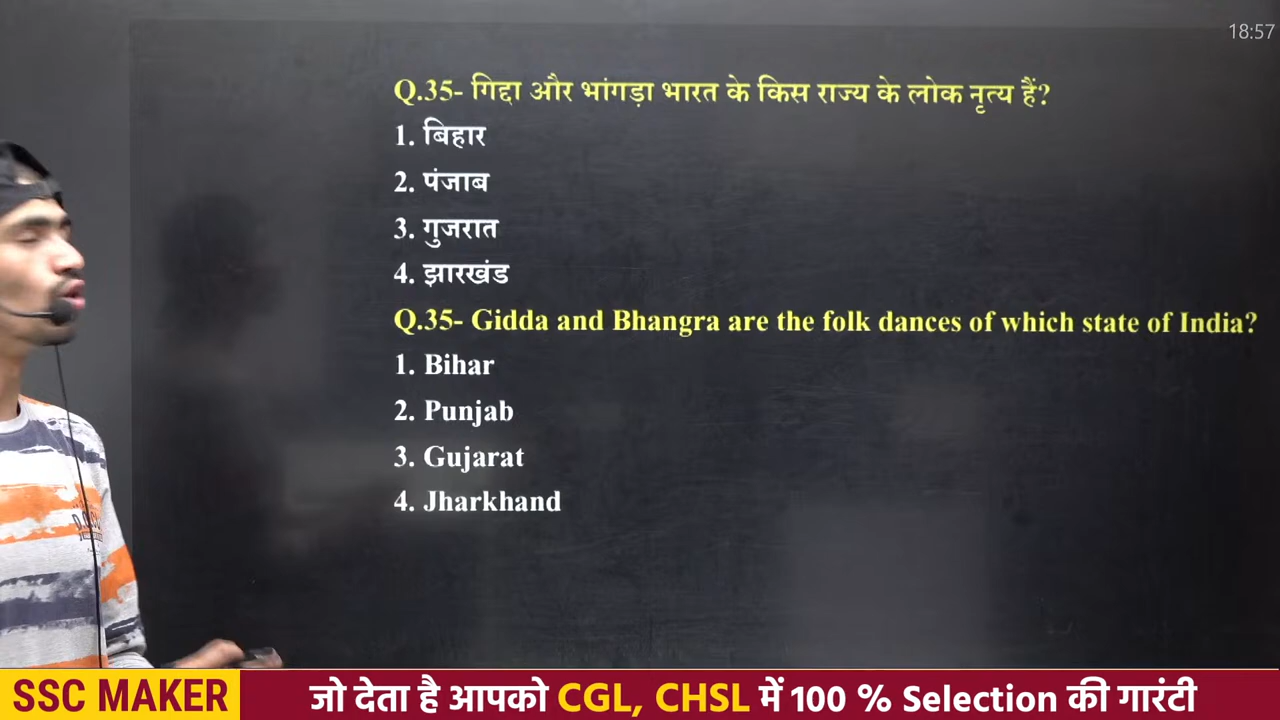 18:57
Q.35- गिद्दा और भांगड़ा भारत के किस राज्य के लोक नृत्य हैं?
1. बिहार
2. पंजाब
3. गुजरात
4. झारखंड
Q.35- Gidda and Bhangra are the folk dances of which state of India?
1. Bihar
2. Punjab
3. Gujarat
4. Jharkhand
SSC MAKER
जो देता है आपको CGL, CHSL में 100 % Selection की गारंटी